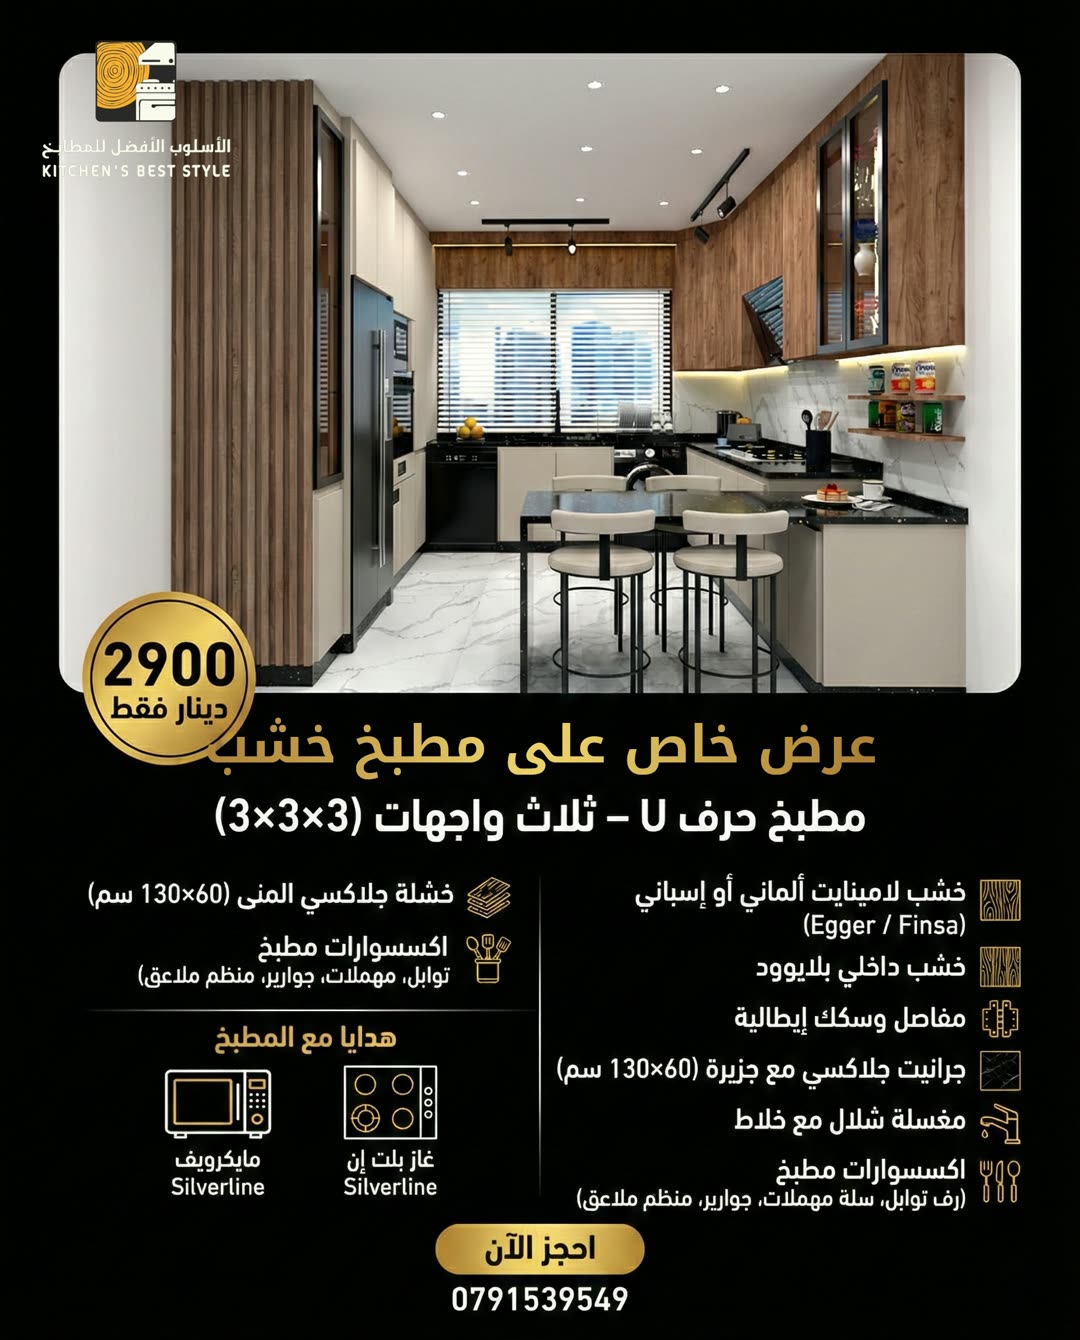 الأسلوب الأفضل للمطابخ
KITCHEN'S BEST STYLE
2900
دينار فقط
عرض خاص على مطبخ خشب
مطبخ حرف U – ثلاث واجهات (3×3×3)
خشب لامينايت ألماني أو إسباني
(Egger / Finsa)
خشب داخلي بلايوود
مفاصل وسكك إيطالية
جرانيت جلاكسي مع جزيرة (60×130 سم)
مغسلة شلال مع خلاط
اكسسوارات مطبخ
(رف توابل، سلة مهملات، جوارير، منظم ملاعق)
خشلة جلاكسي المنى (60×130 سم)
اكسسوارات مطبخ
توابل، مهملات، جوارير، منظم ملاعق)
هدايا مع المطبخ
غاز بلت إن
Silverline
مايكرويف
Silverline
احجز الآن
0791539549